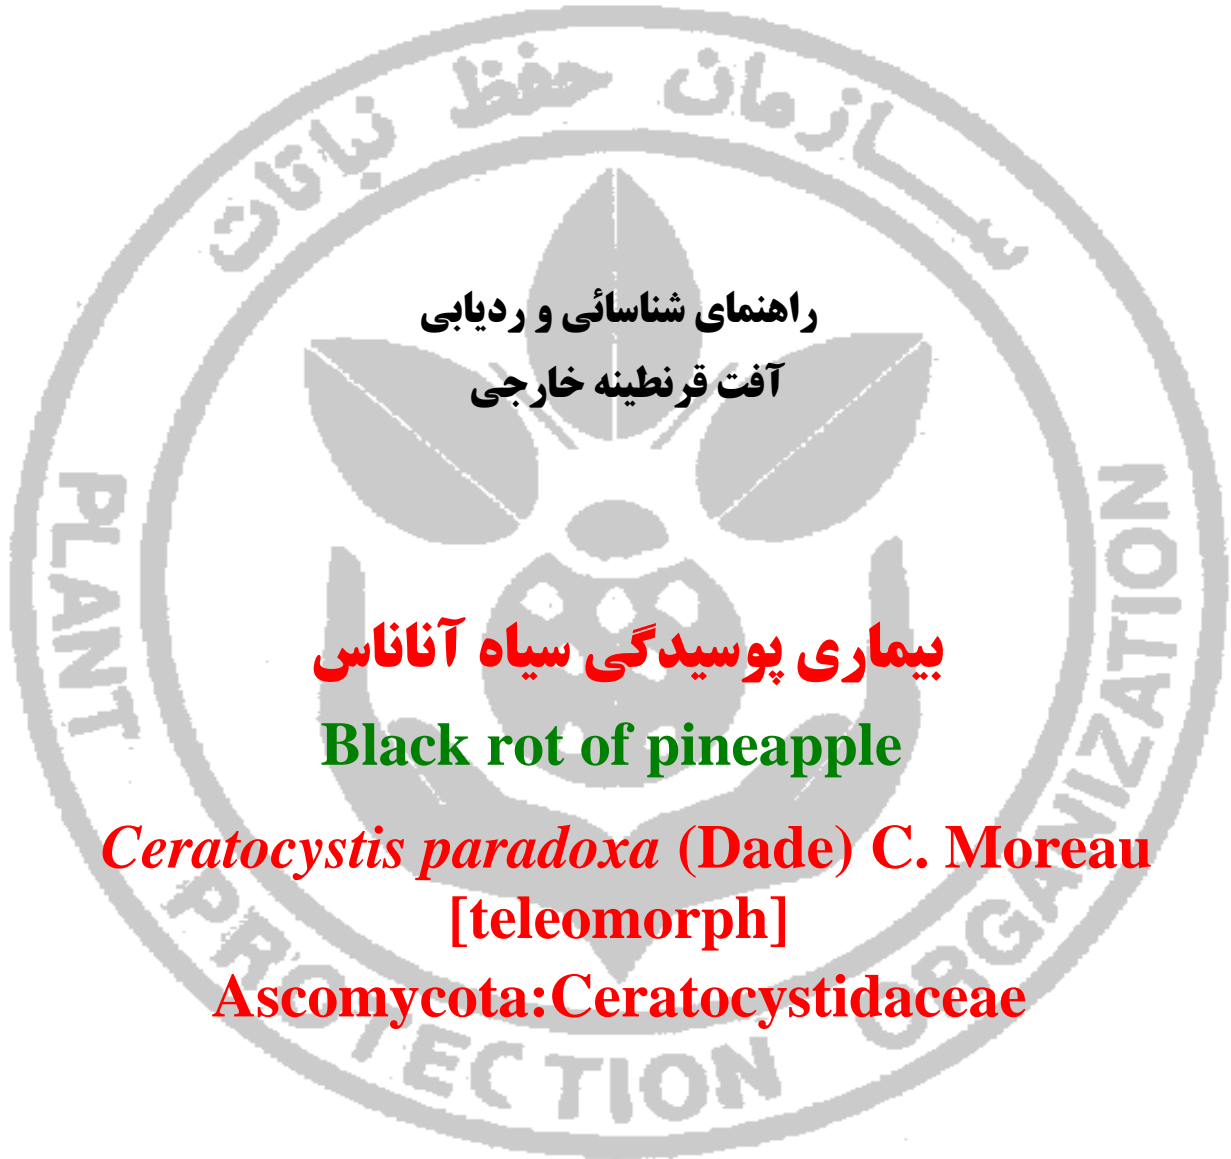 سازمان حفظ نباتات
راهنمای شناسائی و ردیابی
آفت قرنطینه خارجی
بیماری پوسیدگی سیاه آناناس
Black rot of pineapple
Ceratocystis paradoxa (Dade) C. Moreau
[teleomorph]
Ascomycota:Ceratocystidaceae
PLANT PROTECTION ORGANIZATION